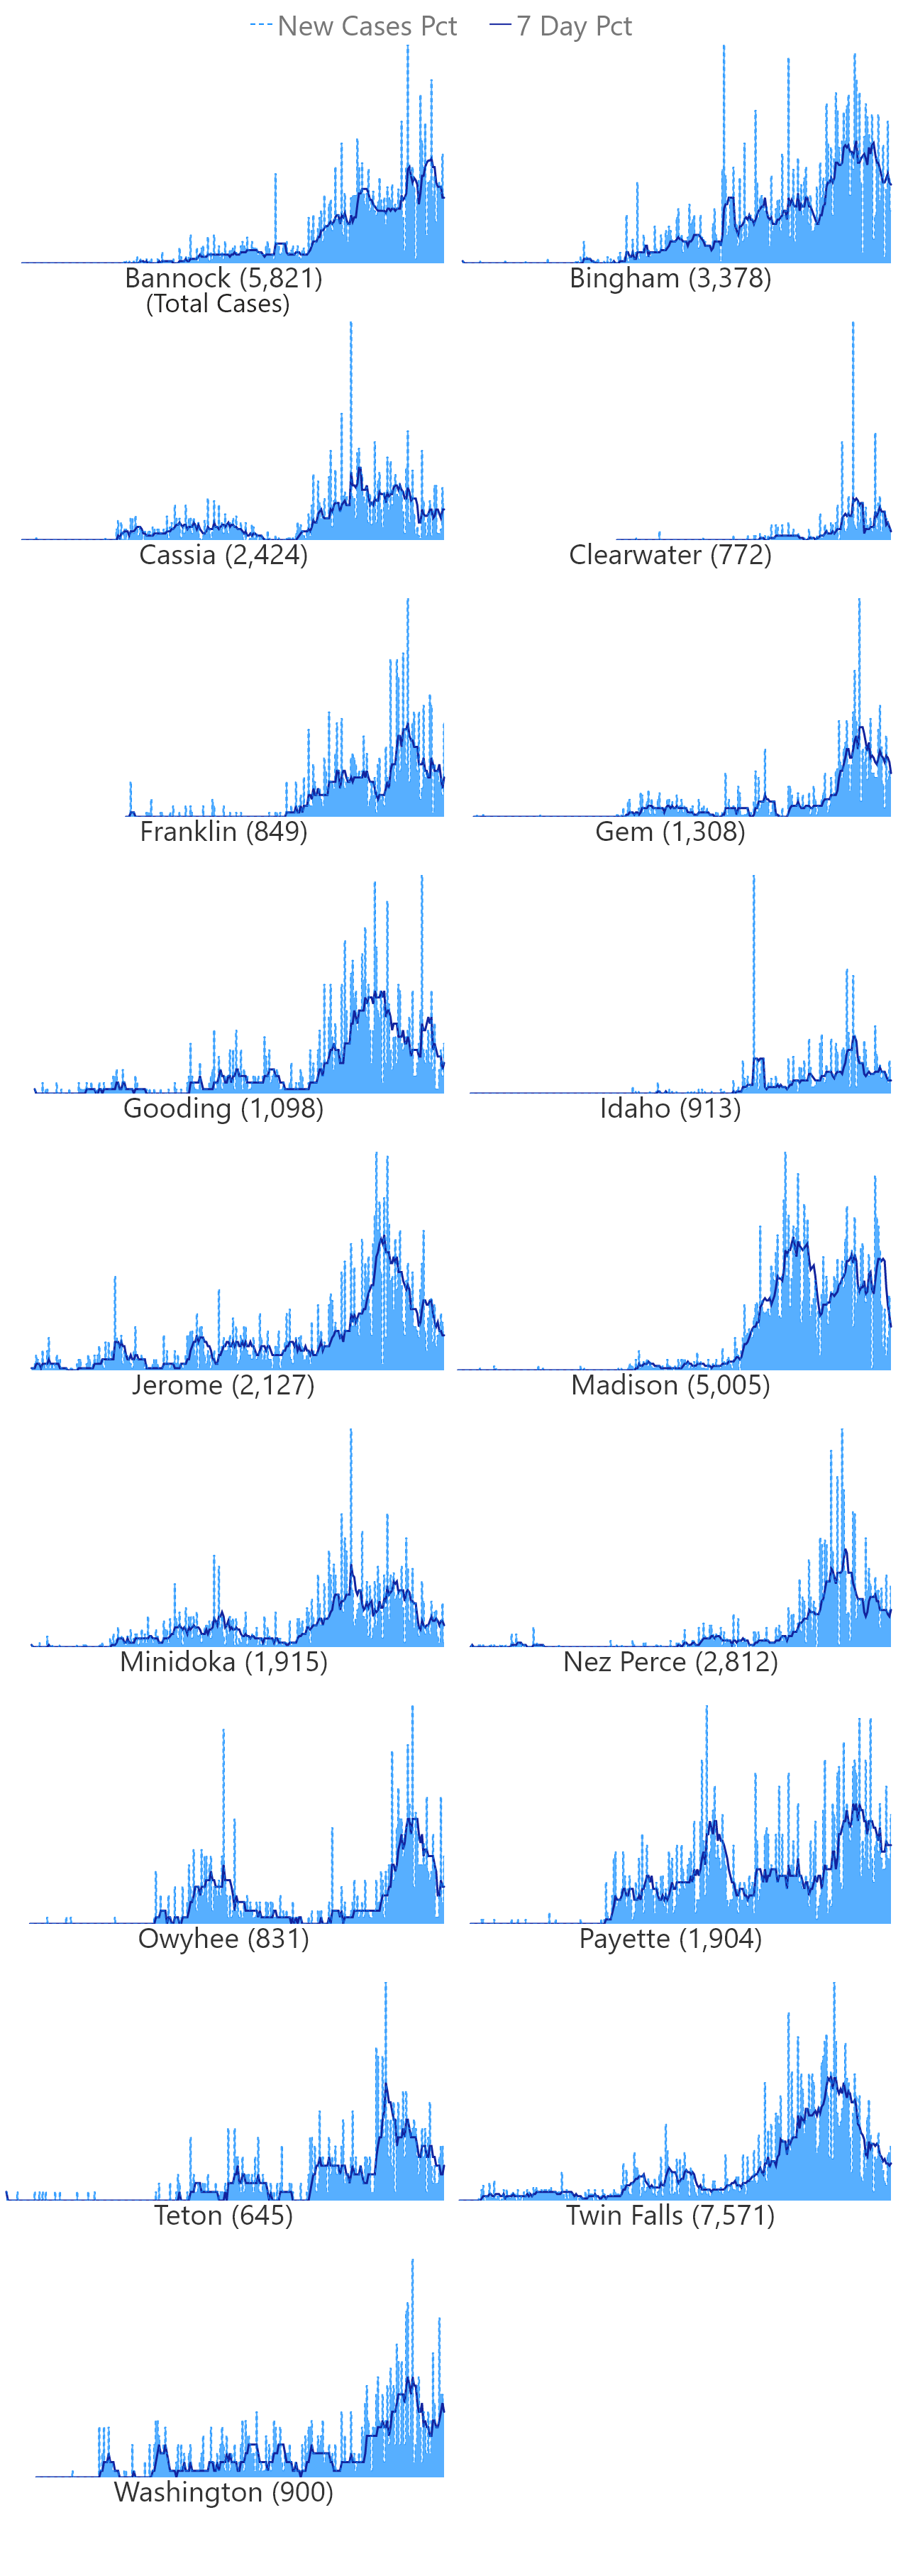 New Cases Pct 7 Day Pct
Bannock (5,821) Bingham (3,378)
(Total Cases)
Cassia (2,424) Clearwater (772)
Franklin (849) Gem (1,308)
Gooding (1,098) Idaho (913)
Jerome (2,127) Madison (5,005)
Minidoka (1,915) Nez Perce (2,812)
Owyhee (831) Payette (1,904)
Teton (645) Twin Falls (7,571)
Washington (900)